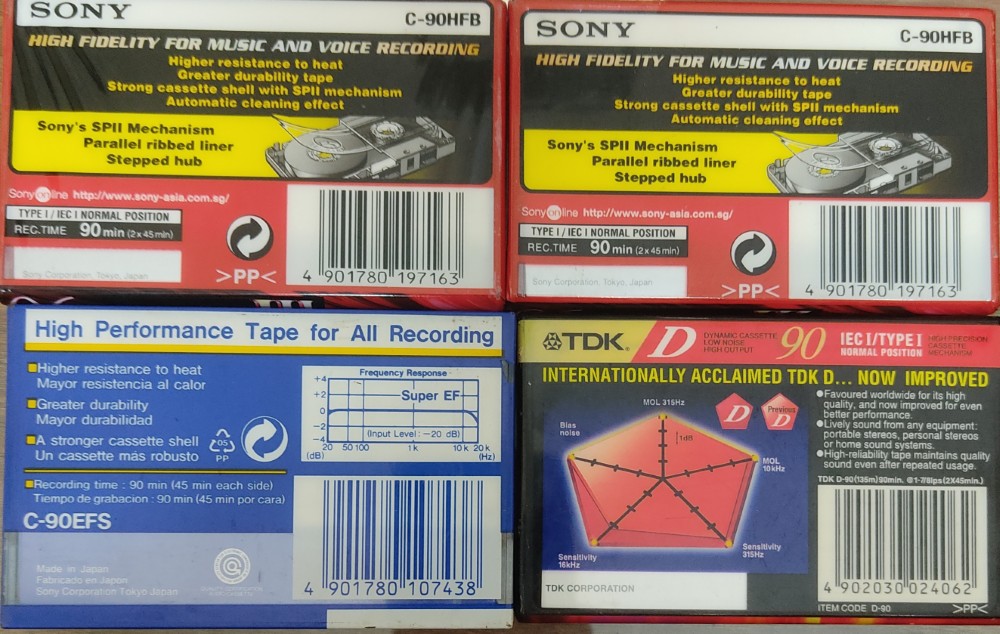 SONY
C-90HFB
HIGH FIDELITY FOR MUSIC AND VOICE RECORDING
Higher resistance to heat
Greater durability tape
Strong cassette shell with SPII mechanism
Automatic cleaning effect
Sony's SPII Mechanism
Parallel ribbed liner
Stepped hub
Sony online http://www.sony-asia.com.sg/
TYPE I / IEC I NORMAL POSITION
REC.TIME 90 min (2 x 45 min)
Sony Corporation, Tokyo, Japan
>PP<
4 901780 197163
SONY
C-90HFB
HIGH FIDELITY FOR MUSIC AND VOICE RECORDING
Higher resistance to heat
Greater durability tape
Strong cassette shell with SPII mechanism
Automatic cleaning effect
Sony's SPII Mechanism
Parallel ribbed liner
Stepped hub
Sony online http://www.sony-asia.com.sg/
TYPE I / IEC I NORMAL POSITION
REC.TIME 90 min (2 x 45 min)
Sony Corporation, Tokyo, Japan
>PP<
4 901780 197163
High Performance Tape for All Recording
Higher resistance to heat
Mayor resistencia al calor
Greater durability
Mayor durabilidad
A stronger cassette shell
Un cassette más robusto
05
PP
Recording time : 90 min (45 min each side)
Tiempo de grabacion : 90 min (45 min por cara)
C-90EFS
Made in Japan
Fabricado en Japon
Sony Corporation Tokyo Japan
Frequency Response
+4
+2
0
-2
-4
Super EF
(Input Level : -20 dB)
20 50 100 1 k 10 k 20 k
(dB) (Hz)
4 901780 107438
TDK
D
DYNAMIC CASSETTE
LOW NOISE
HIGH OUTPUT
90
IEC I/TYPE I
NORMAL POSITION
HIGH PRECISION
CASSETTE
MECHANISM
INTERNATIONALLY ACCLAIMED TDK D... NOW IMPROVED
MOL 315Hz
D
Previous
D
1dB
Bias
noise
MOL
10kHz
Sensitivity
16kHz
Sensitivity
315Hz
Favoured worldwide for its high
quality, and now improved for even
better performance.
Lively sound from any equipment:
portable stereos, personal stereos
or home sound systems.
High-reliability tape maintains quality
sound even after repeated usage.
TDK D-90(135m)90min. @1-7/8ips(2X45min.)
TDK CORPORATION
4 902030 024062
ITEM CODE D-90
>PP<